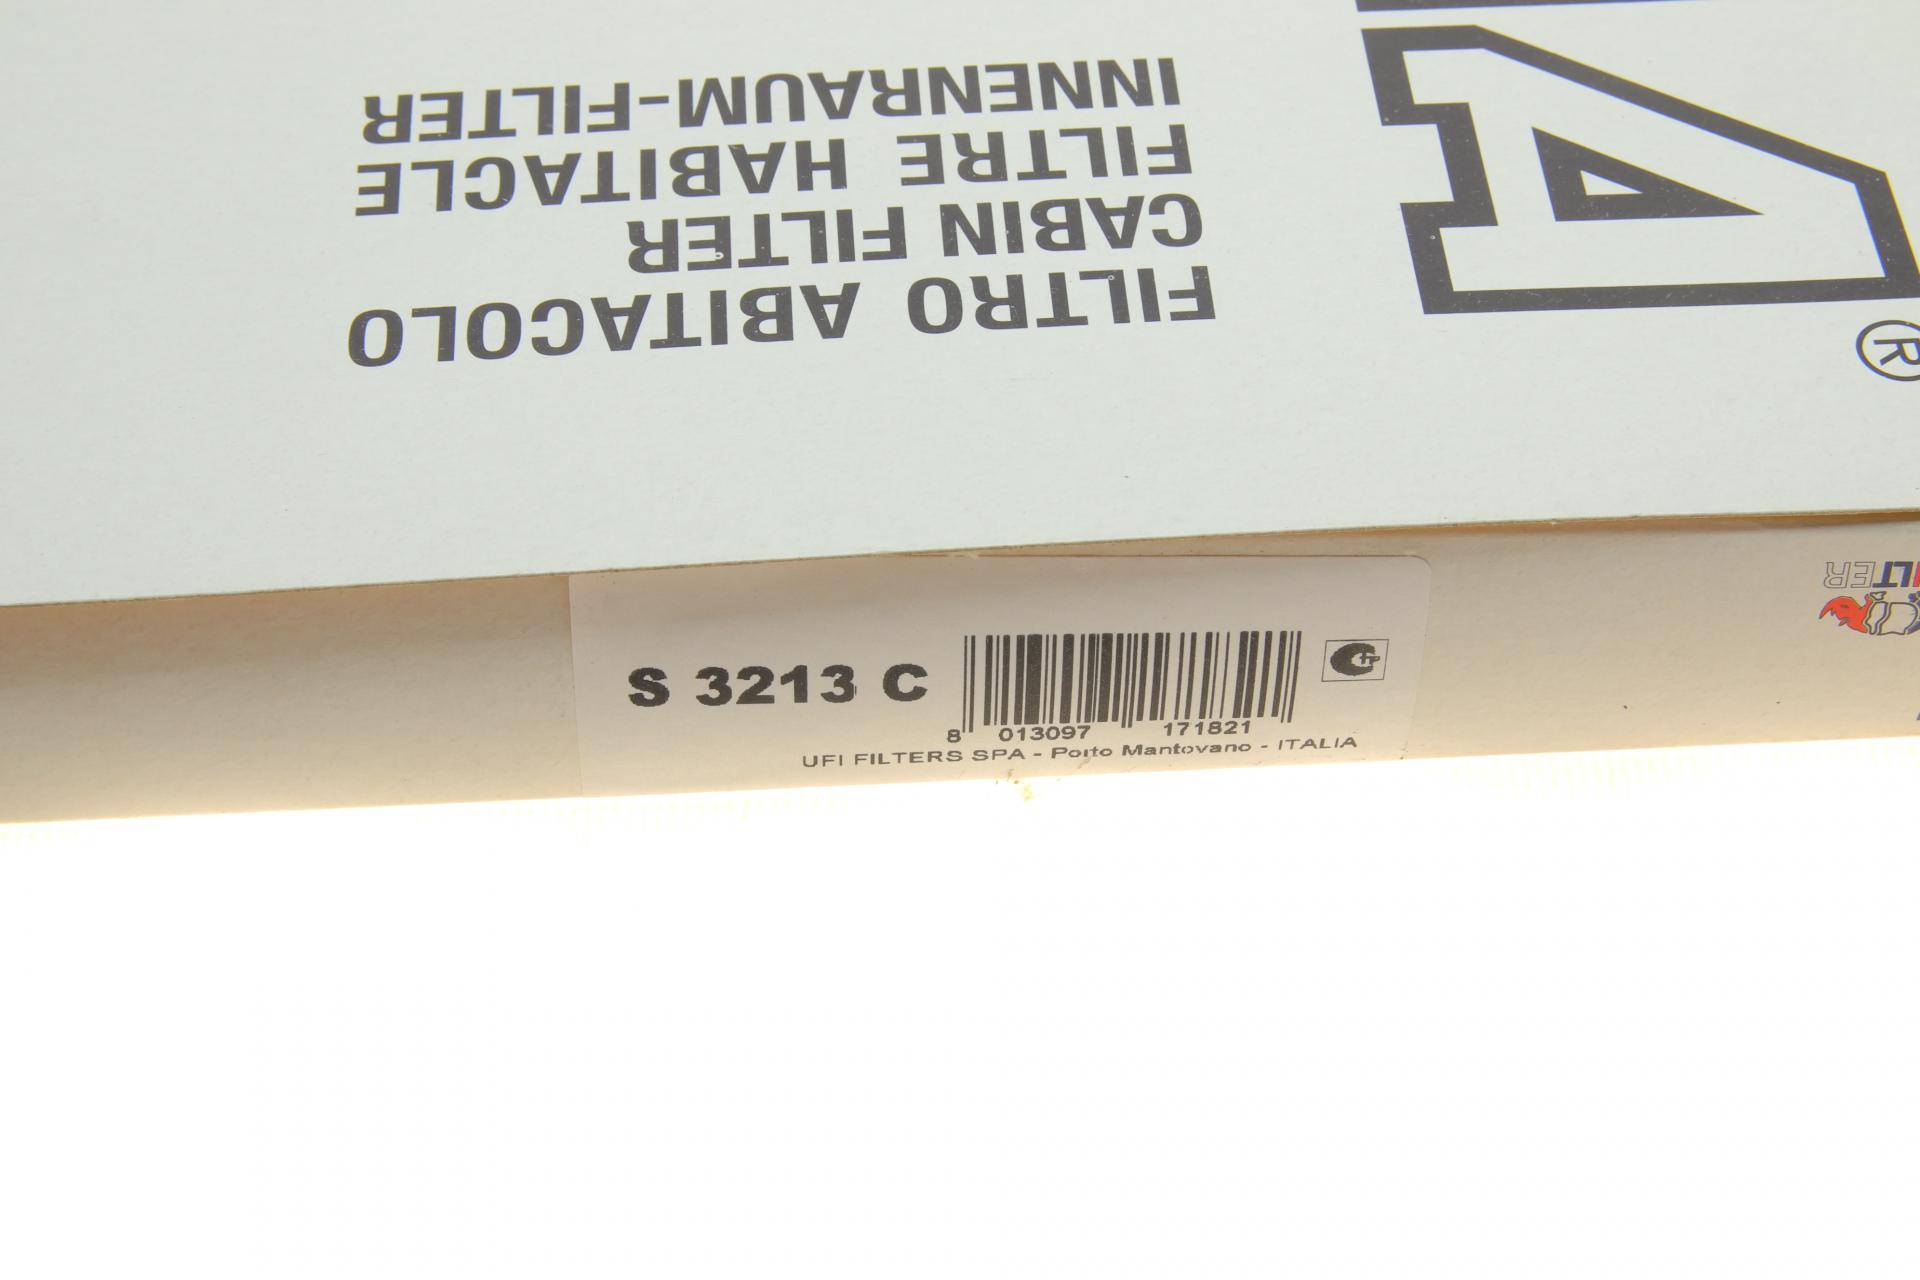 FILTRO ABITACOLO
CABIN FILTER
FILTRE HABITACLE
INNENRAUM-FILTER
®
S 3213 C
8 013097 171821
UFI FILTERS SPA - Porto Mantovano - ITALIA